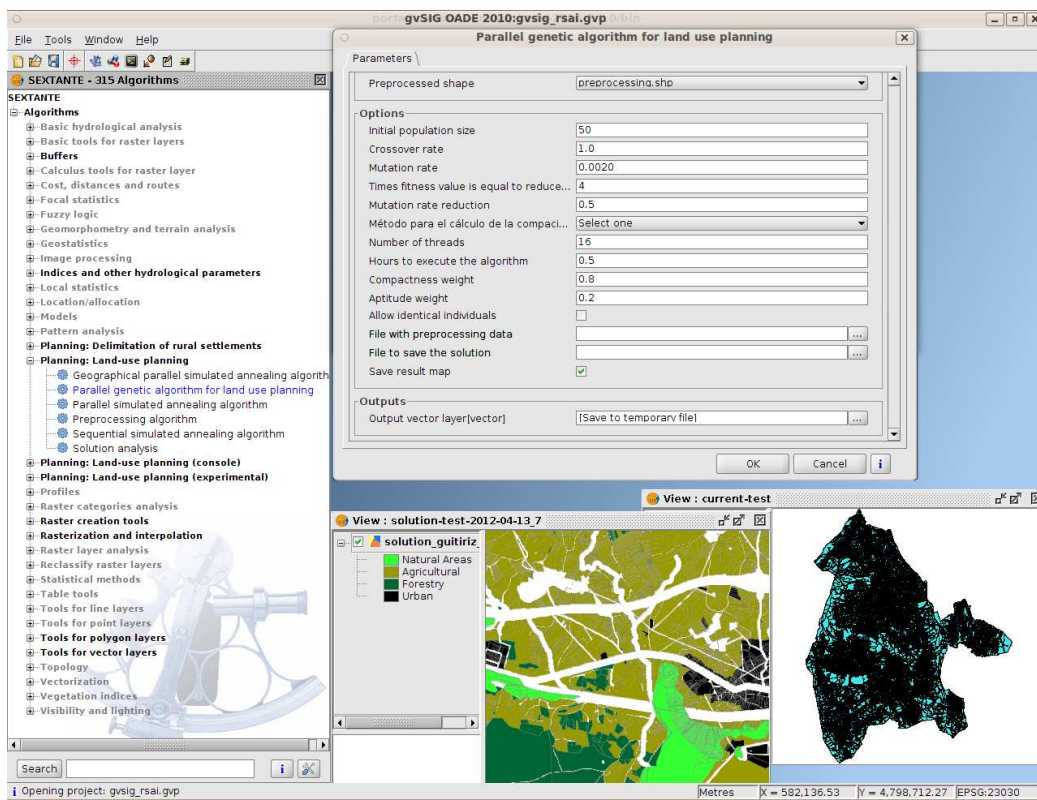 gvSIG OADE 2010:gvsig_rsai.gvp
File Tools Window Help
SEXTANTE - 315 Algorithms
SEXTANTE
Algorithms
Basic hydrological analysis
Basic tools for raster layers
Buffers
Calculus tools for raster layer
Cost, distances and routes
Focal statistics
Fuzzy logic
Geomorphometry and terrain analysis
Geostatistics
Image processing
Indices and other hydrological parameters
Local statistics
Location/allocation
Models
Pattern analysis
Planning: Delimitation of rural settlements
Planning: Land-use planning
Geographical parallel simulated annealing algorith
Parallel genetic algorithm for land use planning
Parallel simulated annealing algorithm
Preprocessing algorithm
Sequential simulated annealing algorithm
Solution analysis
Planning: Land-use planning (console)
Planning: Land-use planning (experimental)
Profiles
Raster categories analysis
Raster creation tools
Rasterization and interpolation
Raster layer analysis
Reclassify raster layers
Statistical methods
Table tools
Tools for line layers
Tools for point layers
Tools for polygon layers
Tools for vector layers
Topology
Vectorization
Vegetation indices
Visibility and lighting
Search
Parallel genetic algorithm for land use planning
Parameters
Preprocessed shape preprocessing.shp
Options
Initial population size 50
Crossover rate 1.0
Mutation rate 0.0020
Times fitness value is equal to reduce... 4
Mutation rate reduction 0.5
Método para el cálculo de la compaci... Select one
Number of threads 16
Hours to execute the algorithm 0.5
Compactness weight 0.8
Aptitude weight 0.2
Allow identical individuals
File with preprocessing data ...
File to save the solution ...
Save result map
Outputs
Output vector layer[vector] [Save to temporary file] ...
OK Cancel i
View : solution-test-2012-04-13_7
solution_guitiriz_
Natural Areas
Agricultural
Forestry
Urban
View : current-test
Opening project: gvsig_rsai.gvp
Metres X = 582,136.53 Y = 4,798,712.27 EPSG:23030